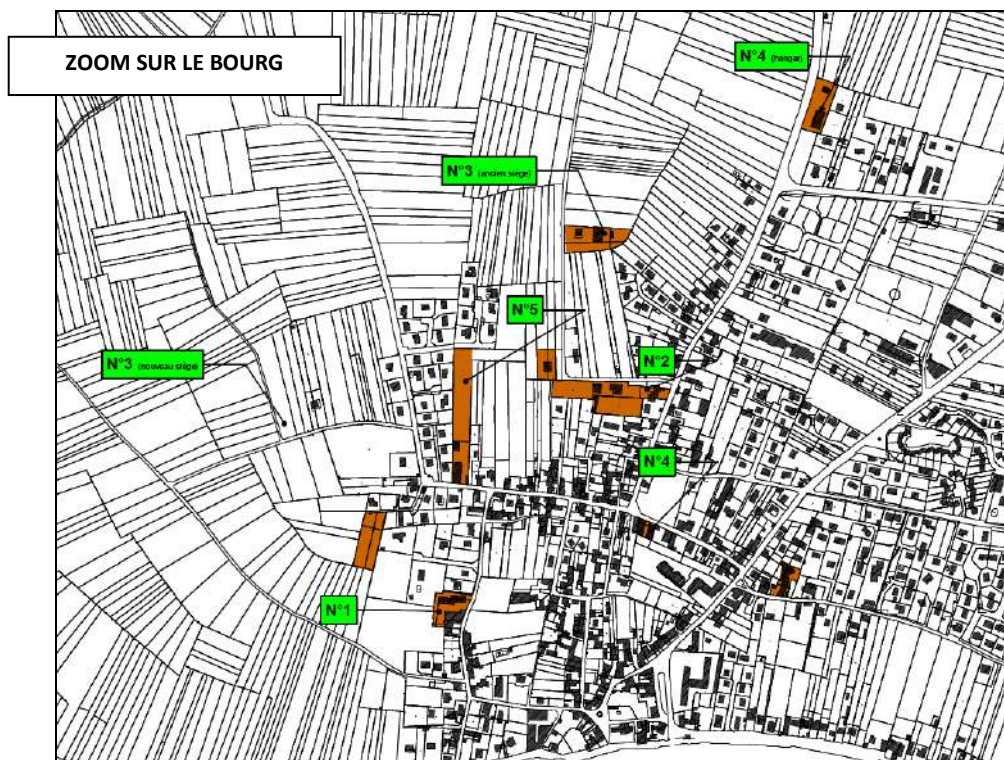 ZOOM SUR LE BOURG
N°4 (hangar)
N°3 (ancien siège)
N°5
N°3 (nouveau siège)
N°2
N°4
N°1